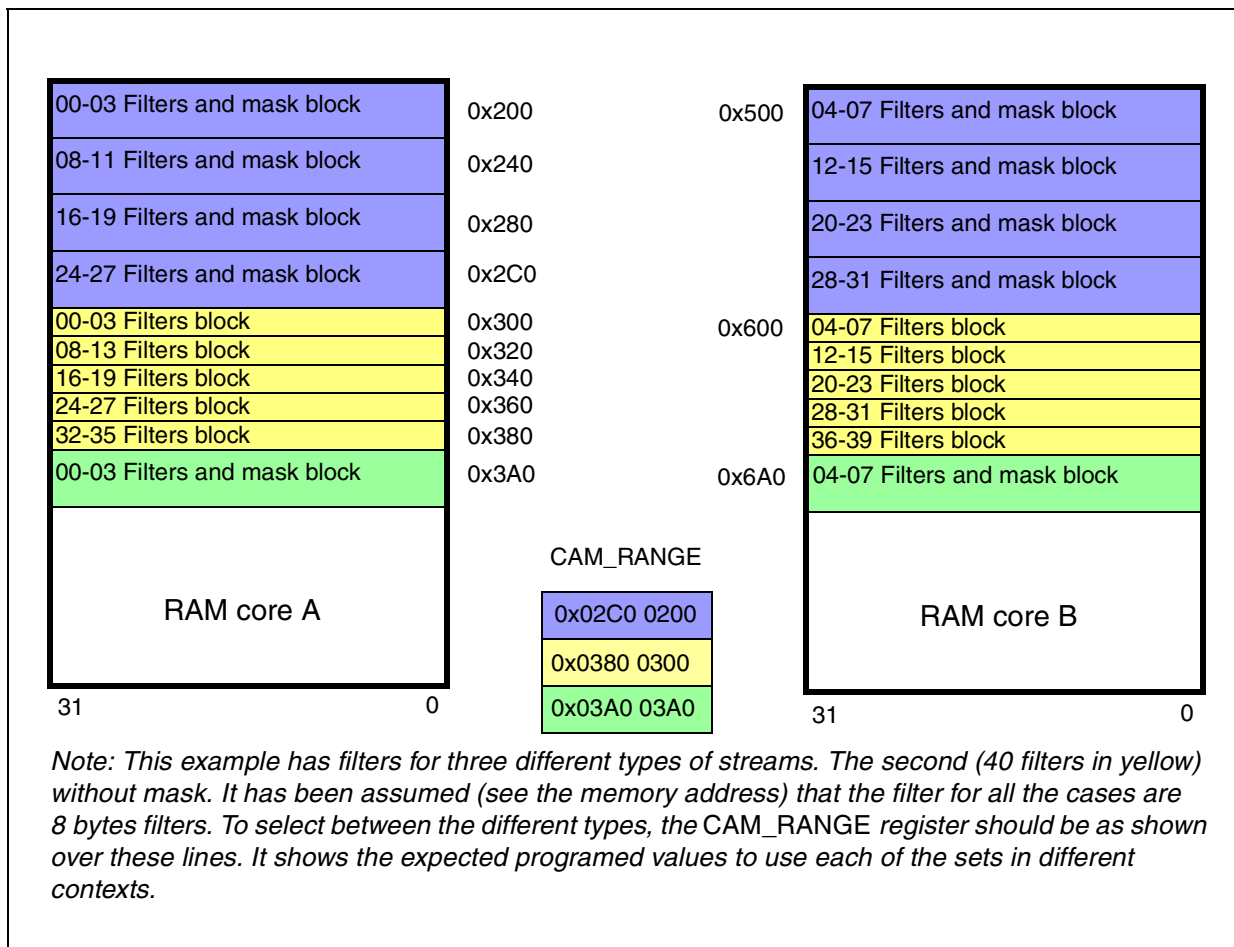 00-03 Filters and mask block
0x200
08-11 Filters and mask block
0x240
16-19 Filters and mask block
0x280
24-27 Filters and mask block
0x2C0
00-03 Filters block
0x300
08-13 Filters block
0x320
16-19 Filters block
0x340
24-27 Filters block
0x360
32-35 Filters block
0x380
00-03 Filters and mask block
0x3A0
RAM core A
31 0
0x500
04-07 Filters and mask block
12-15 Filters and mask block
20-23 Filters and mask block
28-31 Filters and mask block
0x600
04-07 Filters block
12-15 Filters block
20-23 Filters block
28-31 Filters block
36-39 Filters block
0x6A0
04-07 Filters and mask block
RAM core B
31 0
CAM_RANGE
0x02C0 0200
0x0380 0300
0x03A0 03A0
Note: This example has filters for three different types of streams. The second (40 filters in yellow)
without mask. It has been assumed (see the memory address) that the filter for all the cases are
8 bytes filters. To select between the different types, the CAM_RANGE register should be as shown
over these lines. It shows the expected programed values to use each of the sets in different
contexts.